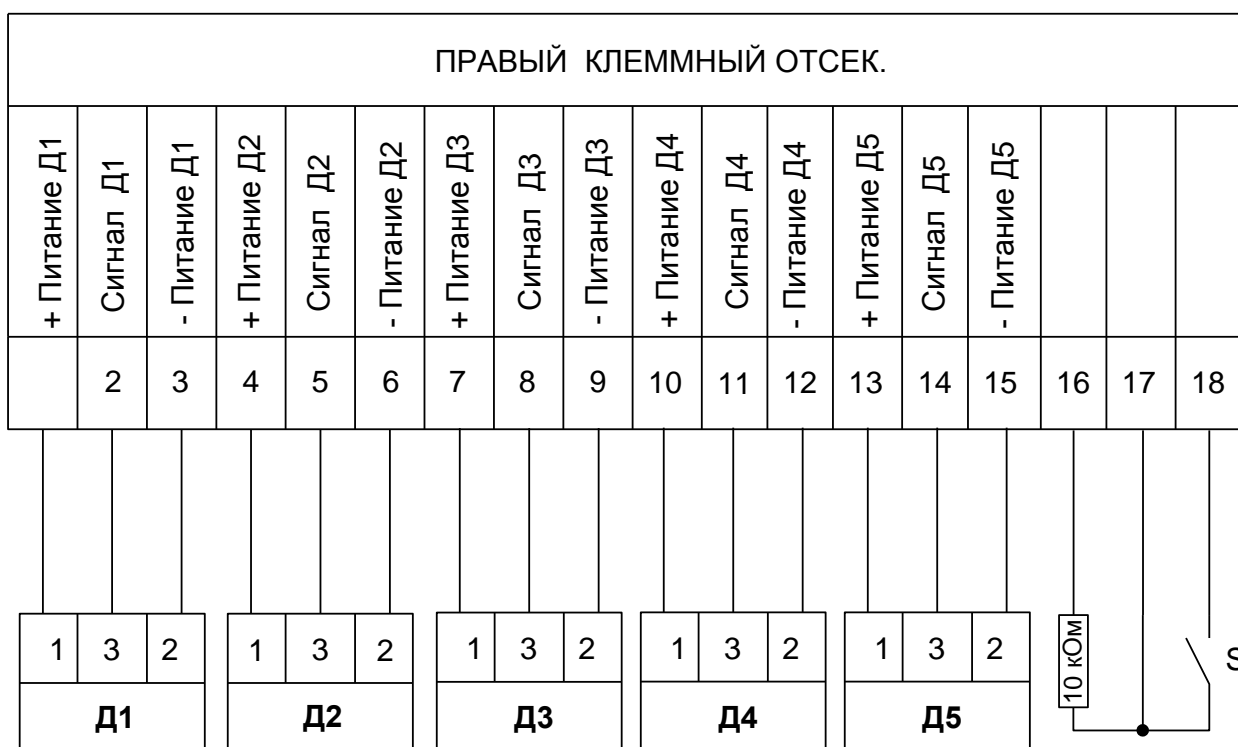 ПРАВЫЙ КЛЕММНЫЙ ОТСЕК.
+ Питание Д1
Сигнал Д1
- Питание Д1
+ Питание Д2
Сигнал Д2
- Питание Д2
+ Питание Д3
Сигнал Д3
- Питание Д3
+ Питание Д4
Сигнал Д4
- Питание Д4
+ Питание Д5
Сигнал Д5
- Питание Д5
2 3 4 5 6 7 8 9 10 11 12 13 14 15 16 17 18
1 3 2 1 3 2 1 3 2 1 3 2 1 3 2
10 кОм
S
Д1 Д2 Д3 Д4 Д5